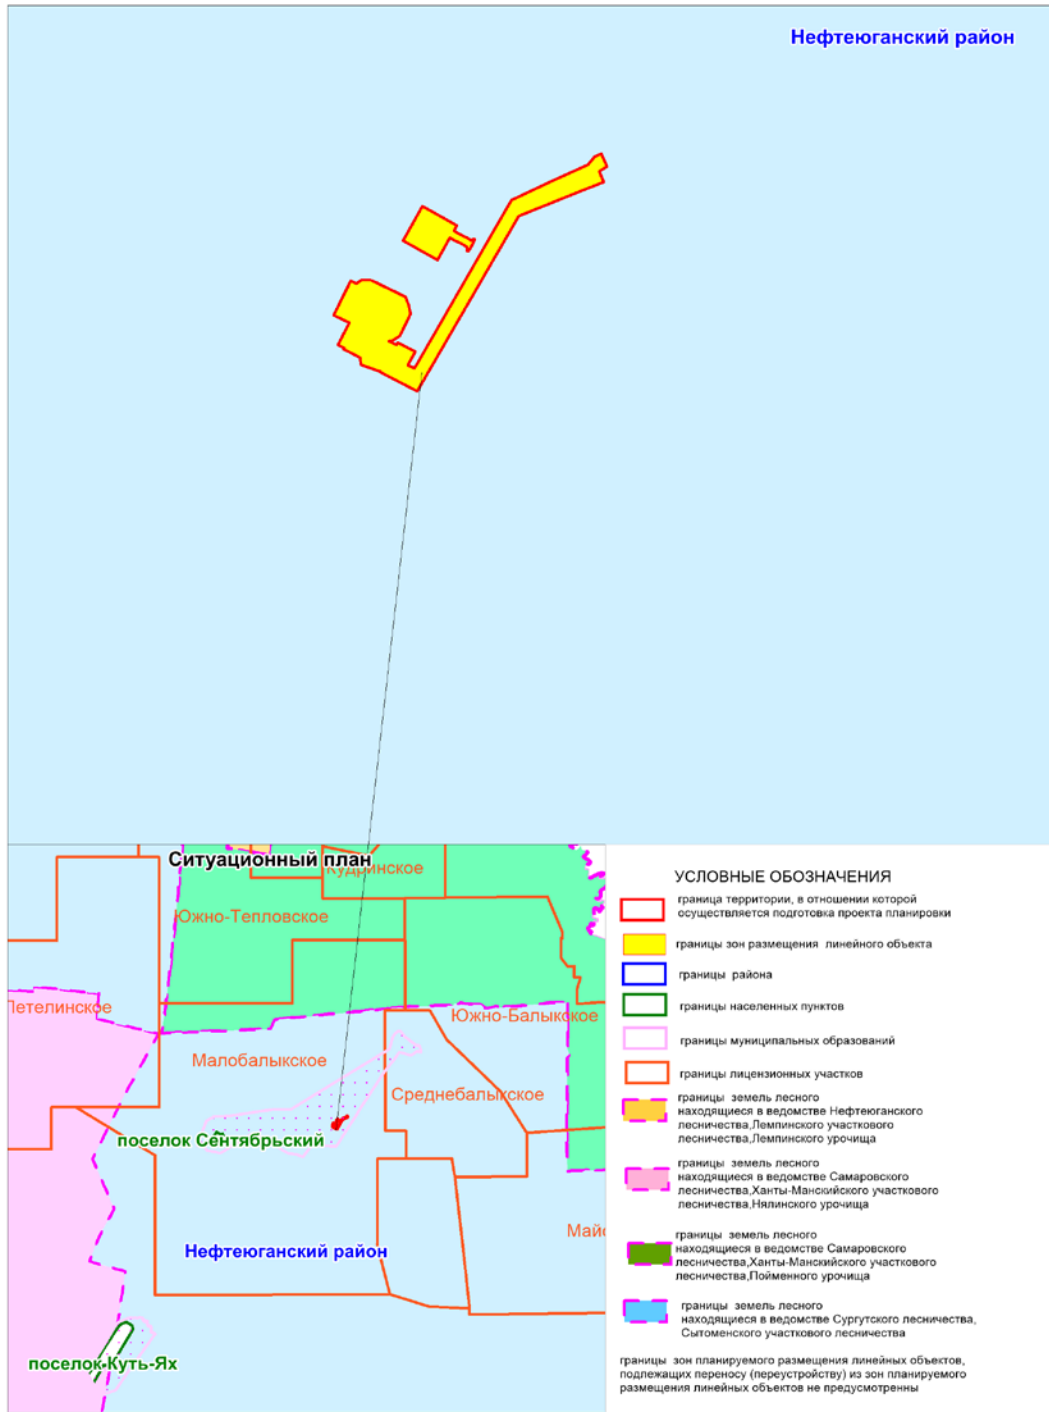 Нефтеюганский район
Ситуационный план
Кудринское
Южно-Тепловское
Петелинское
Южно-Балыкское
Малобалыкское
Среднебалыкское
поселок Сентябрьский
Майс
Нефтеюганский район
поселок Куть-Ях
УСЛОВНЫЕ ОБОЗНАЧЕНИЯ
граница территории, в отношении которой
осуществляется подготовка проекта планировки
границы зон размещения линейного объекта
границы района
границы населенных пунктов
границы муниципальных образований
границы лицензионных участков
границы земель лесного
находящиеся в ведомстве Нефтеюганского
лесничества,Лемпинского участкового
лесничества,Лемпинского урочища
границы земель лесного
находящиеся в ведомстве Самаровского
лесничества,Ханты-Манскийского участкового
лесничества,Нялинского урочища
границы земель лесного
находящиеся в ведомстве Самаровского
лесничества,Ханты-Манскийского участкового
лесничества,Пойменного урочища
границы земель лесного
находящиеся в ведомстве Сургутского лесничества,
Сытоменского участкового лесничества
границы зон планируемого размещения линейных объектов,
подлежащих переносу (переустройству) из зон планируемого
размещения линейных объектов не предусмотренны